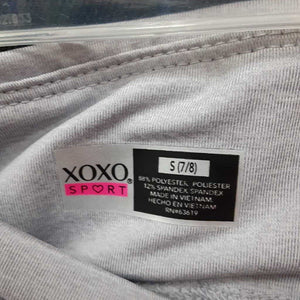 XOXO
SPORT
S (7/8)
88% POLYESTER, POLIESTER
12% SPANDEX, SPANDEX
MADE IN VIETNAM
HECHO EN VIETNAM
RN#63619